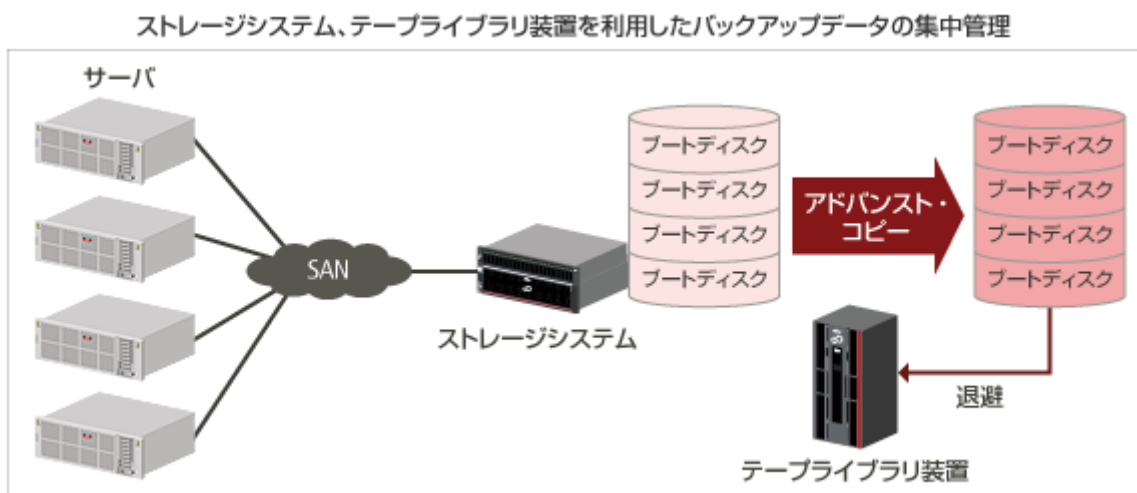 ストレージシステム、テープライブラリ装置を利用したバックアップデータの集中管理
サーバ
SAN
ストレージシステム
ブートディスク
ブートディスク
ブートディスク
ブートディスク
アドバンスト・
コピー
ブートディスク
ブートディスク
ブートディスク
ブートディスク
退避
テープライブラリ装置